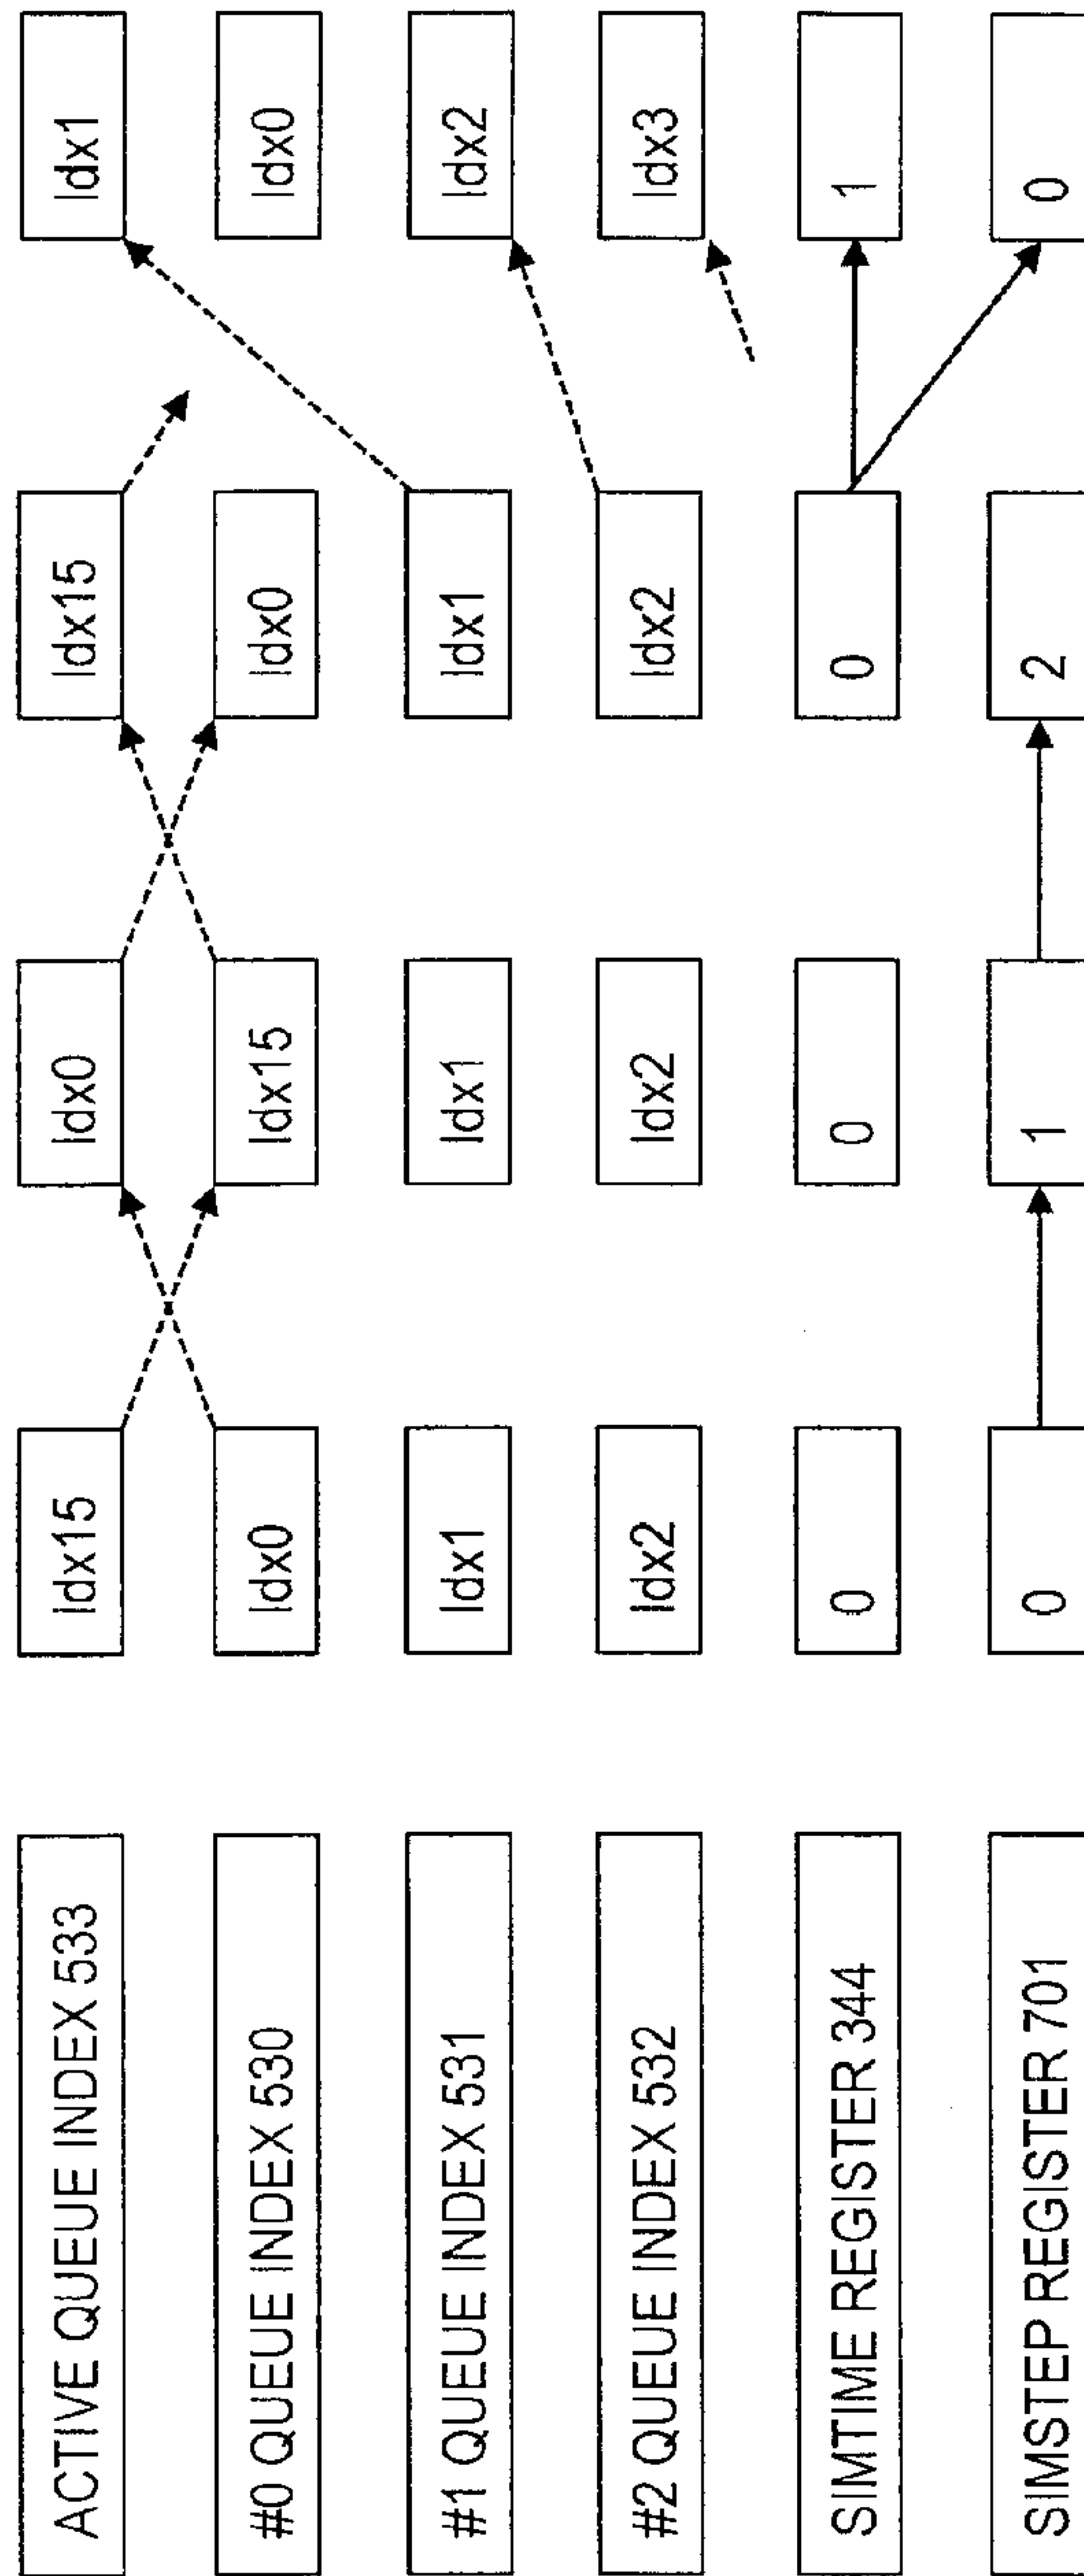 ACTIVE QUEUE INDEX 533 Idx15 Idx0 Idx15 Idx1
#0 QUEUE INDEX 530 Idx0 Idx15 Idx0 Idx0
#1 QUEUE INDEX 531 Idx1 Idx1 Idx1 Idx2
#2 QUEUE INDEX 532 Idx2 Idx2 Idx2 Idx3
SIMTIME REGISTER 344 0 0 0 1
SIMSTEP REGISTER 701 0 1 2 0